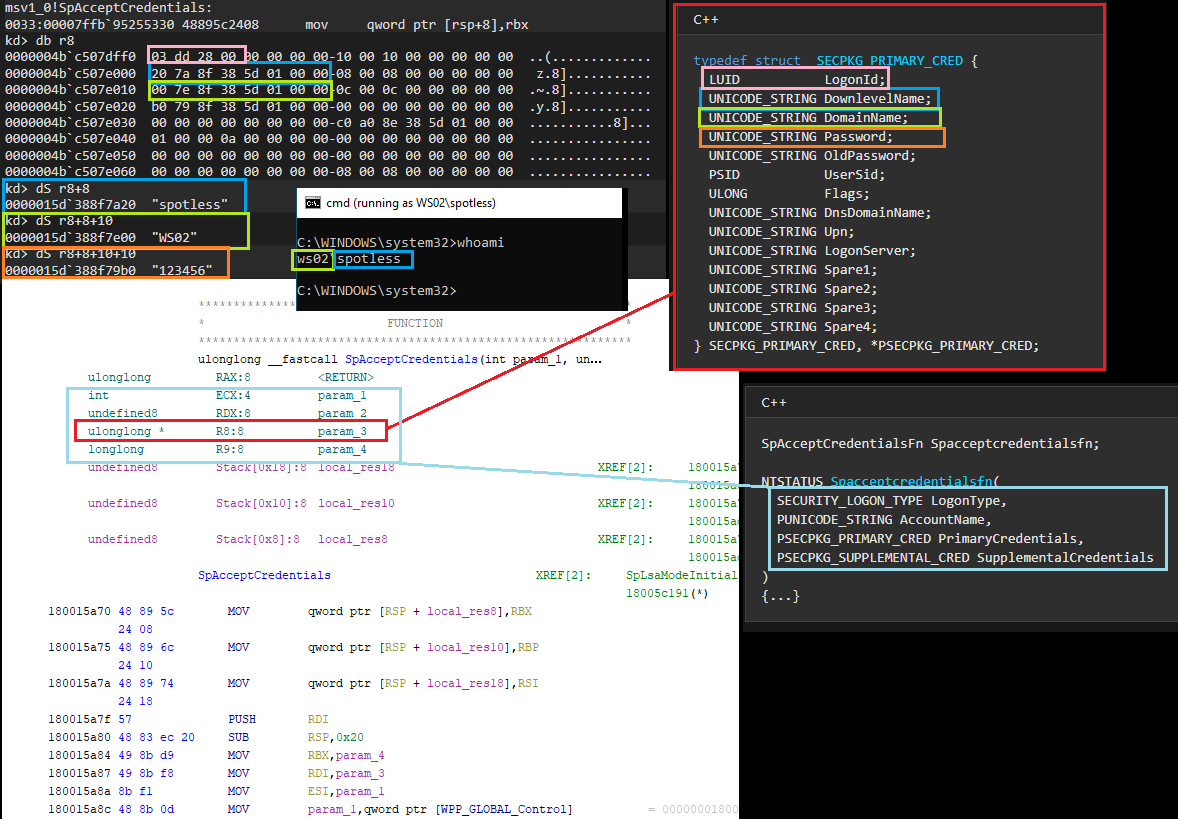 msv1_0!SpAcceptCredentials:
0033:00007ffb`95255330 48895c2408      mov     qword ptr [rsp+8],rbx
kd> db r8
0000004b`c507dff0  03 dd 28 00 00 00 00 00-10 00 10 00 00 00 00 00  ..(.............
0000004b`c507e000  20 7a 8f 38 5d 01 00 00-08 00 08 00 00 00 00 00   z.8]...........
0000004b`c507e010  00 7e 8f 38 5d 01 00 00-0c 00 0c 00 00 00 00 00  .~.8]...........
0000004b`c507e020  b0 79 8f 38 5d 01 00 00-00 00 00 00 00 00 00 00  .y.8]...........
0000004b`c507e030  00 00 00 00 00 00 00 00-c0 a0 8e 38 5d 01 00 00  ...........8]...
0000004b`c507e040  01 00 00 0a 00 00 00 00-00 00 00 00 00 00 00 00  ................
0000004b`c507e050  00 00 00 00 00 00 00 00-00 00 00 00 00 00 00 00  ................
0000004b`c507e060  00 00 00 00 00 00 00 00-08 00 08 00 00 00 00 00  ................
kd> dS r8+8
0000015d`388f7a20  "spotless"
kd> dS r8+8+10
0000015d`388f7e00  "WS02"
kd> dS r8+8+10+10
0000015d`388f79b0  "123456"
cmd (running as WS02\spotless)
C:\WINDOWS\system32>whoami
ws02\spotless
C:\WINDOWS\system32>
C++
typedef struct _SECPKG_PRIMARY_CRED {
LUID           LogonId;
UNICODE_STRING DownlevelName;
UNICODE_STRING DomainName;
UNICODE_STRING Password;
UNICODE_STRING OldPassword;
PSID           UserSid;
ULONG          Flags;
UNICODE_STRING DnsDomainName;
UNICODE_STRING Upn;
UNICODE_STRING LogonServer;
UNICODE_STRING Spare1;
UNICODE_STRING Spare2;
UNICODE_STRING Spare3;
UNICODE_STRING Spare4;
} SECPKG_PRIMARY_CRED, *PSECPKG_PRIMARY_CRED;
* FUNCTION *
*************************************************************
ulonglong __fastcall SpAcceptCredentials(int param_1, un...
ulonglong RAX:8 <RETURN>
int ECX:4 param_1
undefined8 RDX:8 param_2
ulonglong * R8:8 param_3
longlong R9:8 param_4
undefined8 Stack[0x18]:8 local_res18 XREF[2]: 180015a7
undefined8 Stack[0x10]:8 local_res10 XREF[2]: 180015a7
undefined8 Stack[0x8]:8 local_res8 XREF[2]: 180015a7
SpAcceptCredentials XREF[2]: SpLsaModeInitial
18005c191(*)
180015a70 48 89 5c MOV qword ptr [RSP + local_res8],RBX
24 08
180015a75 48 89 6c MOV qword ptr [RSP + local_res10],RBP
24 10
180015a7a 48 89 74 MOV qword ptr [RSP + local_res18],RSI
24 18
180015a7f 57 PUSH RDI
180015a80 48 83 ec 20 SUB RSP,0x20
180015a84 49 8b d9 MOV RBX,param_4
180015a87 49 8b f8 MOV RDI,param_3
180015a8a 8b f1 MOV ESI,param_1
180015a8c 48 8b 0d MOV param_1,qword ptr [WPP_GLOBAL_Control] = 00000001800
C++
SpAcceptCredentialsFn Spacceptcredentialsfn;
NTSTATUS Spacceptcredentialsfn(
SECURITY_LOGON_TYPE LogonType,
PUNICODE_STRING AccountName,
PSECPKG_PRIMARY_CRED PrimaryCredentials,
PSECPKG_SUPPLEMENTAL_CRED SupplementalCredentials
)
{...}